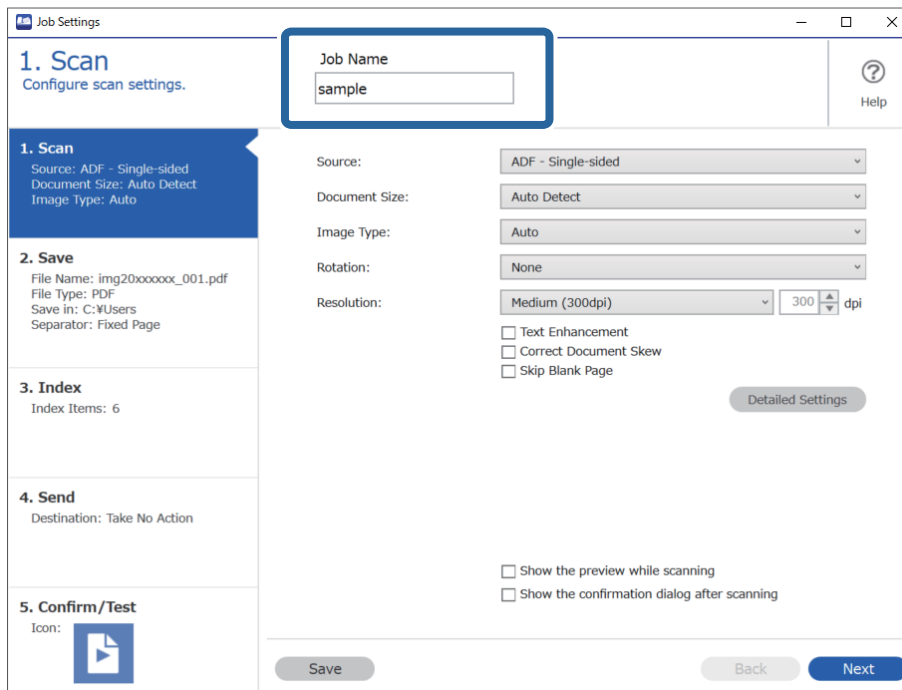 Job Settings
1. Scan
Configure scan settings.
Job Name
sample
Help
1. Scan
Source: ADF - Single-sided
Document Size: Auto Detect
Image Type: Auto
2. Save
File Name: img20xxxxxx_001.pdf
File Type: PDF
Save in: C:¥Users
Separator: Fixed Page
3. Index
Index Items: 6
4. Send
Destination: Take No Action
5. Confirm/Test
Icon:
Source: ADF - Single-sided
Document Size: Auto Detect
Image Type: Auto
Rotation: None
Resolution: Medium (300dpi) 300 dpi
Text Enhancement
Correct Document Skew
Skip Blank Page
Detailed Settings
Show the preview while scanning
Show the confirmation dialog after scanning
Save Back Next